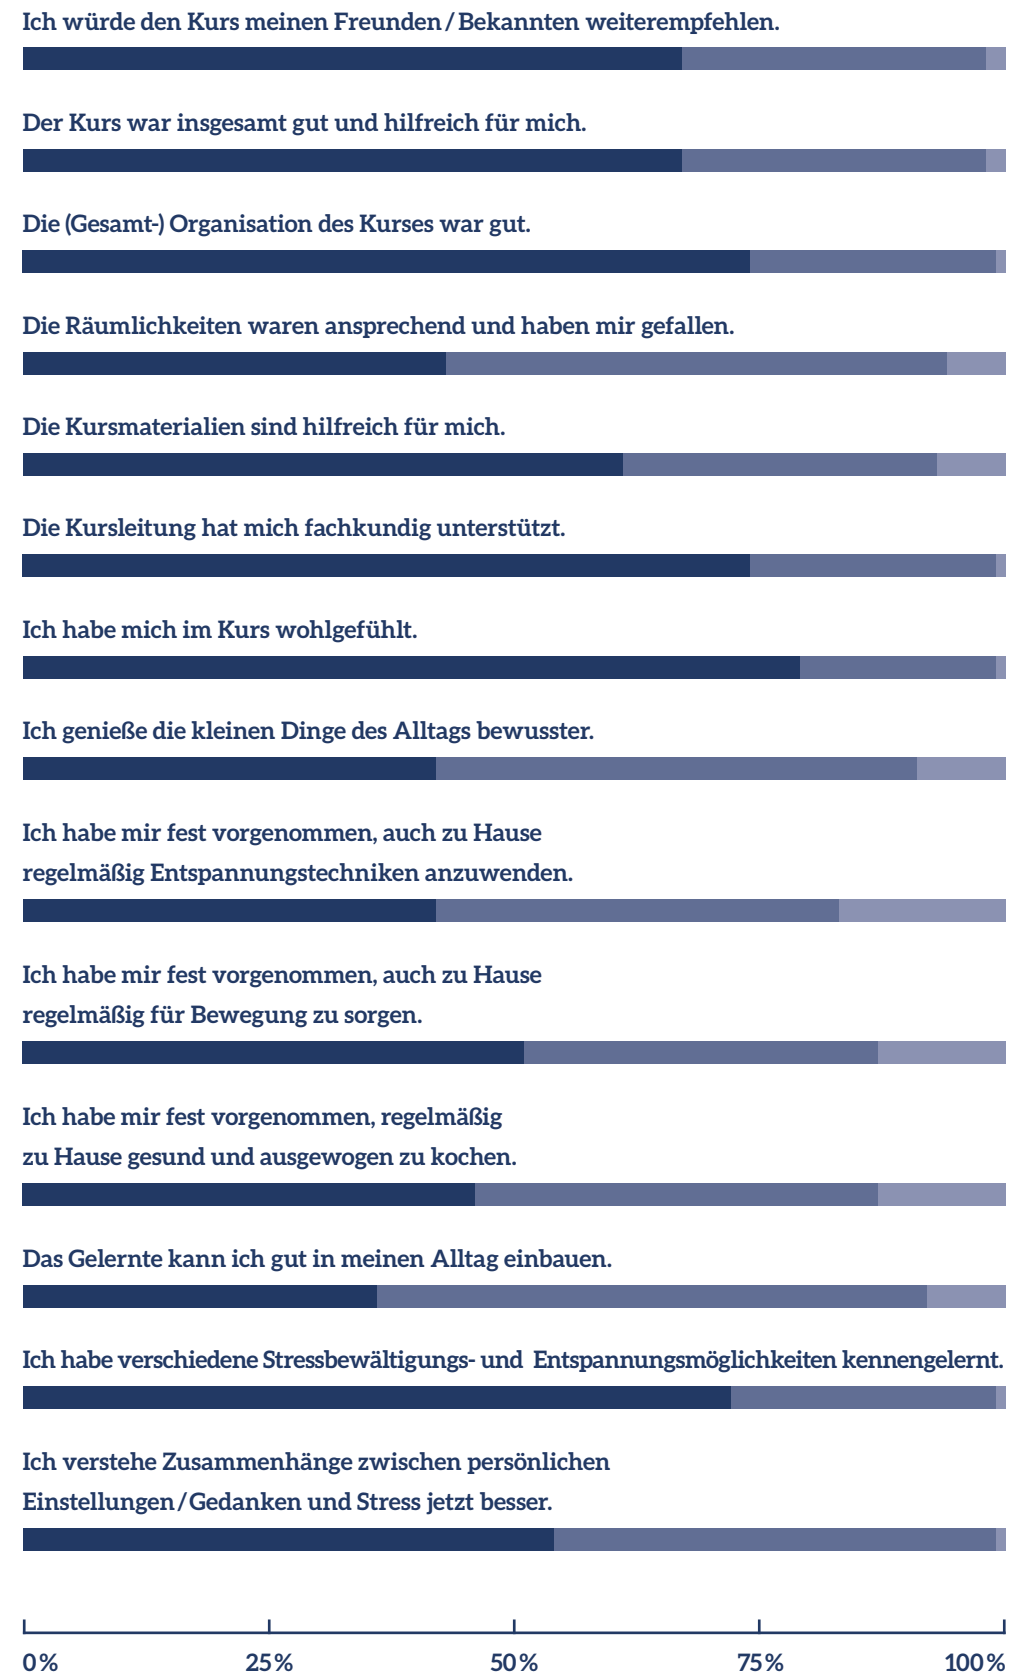 Ich würde den Kurs meinen Freunden / Bekannten weiterempfehlen.
Der Kurs war insgesamt gut und hilfreich für mich.
Die (Gesamt-) Organisation des Kurses war gut.
Die Räumlichkeiten waren ansprechend und haben mir gefallen.
Die Kursmaterialien sind hilfreich für mich.
Die Kursleitung hat mich fachkundig unterstützt.
Ich habe mich im Kurs wohlgefühlt.
Ich genieße die kleinen Dinge des Alltags bewusster.
Ich habe mir fest vorgenommen, auch zu Hause
regelmäßig Entspannungstechniken anzuwenden.
Ich habe mir fest vorgenommen, auch zu Hause
regelmäßig für Bewegung zu sorgen.
Ich habe mir fest vorgenommen, regelmäßig
zu Hause gesund und ausgewogen zu kochen.
Das Gelernte kann ich gut in meinen Alltag einbauen.
Ich habe verschiedene Stressbewältigungs- und Entspannungsmöglichkeiten kennengelernt.
Ich verstehe Zusammenhänge zwischen persönlichen
Einstellungen / Gedanken und Stress jetzt besser.
0 % 25 % 50 % 75 % 100 %